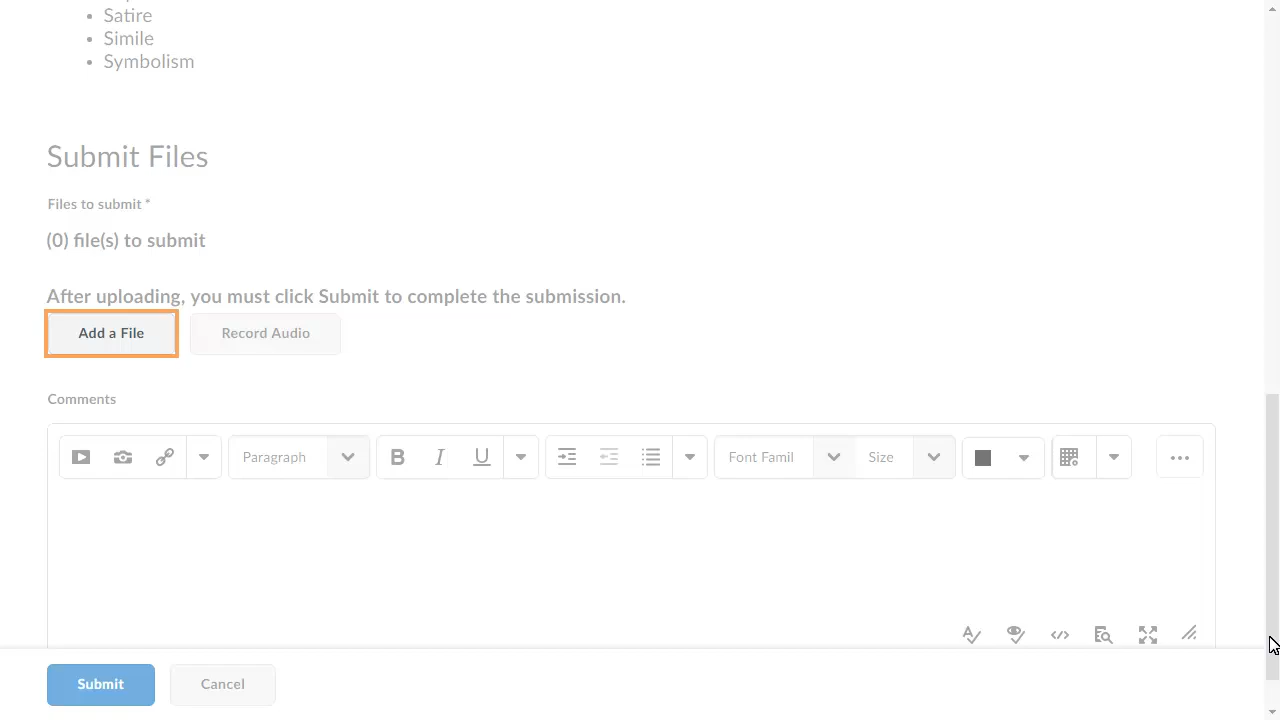 Satire
Simile
Symbolism
Submit Files
Files to submit *
(0) file(s) to submit
After uploading, you must click Submit to complete the submission.
Add a File
Record Audio
Comments
Paragraph
B I U
Font Famil
Size
Submit
Cancel